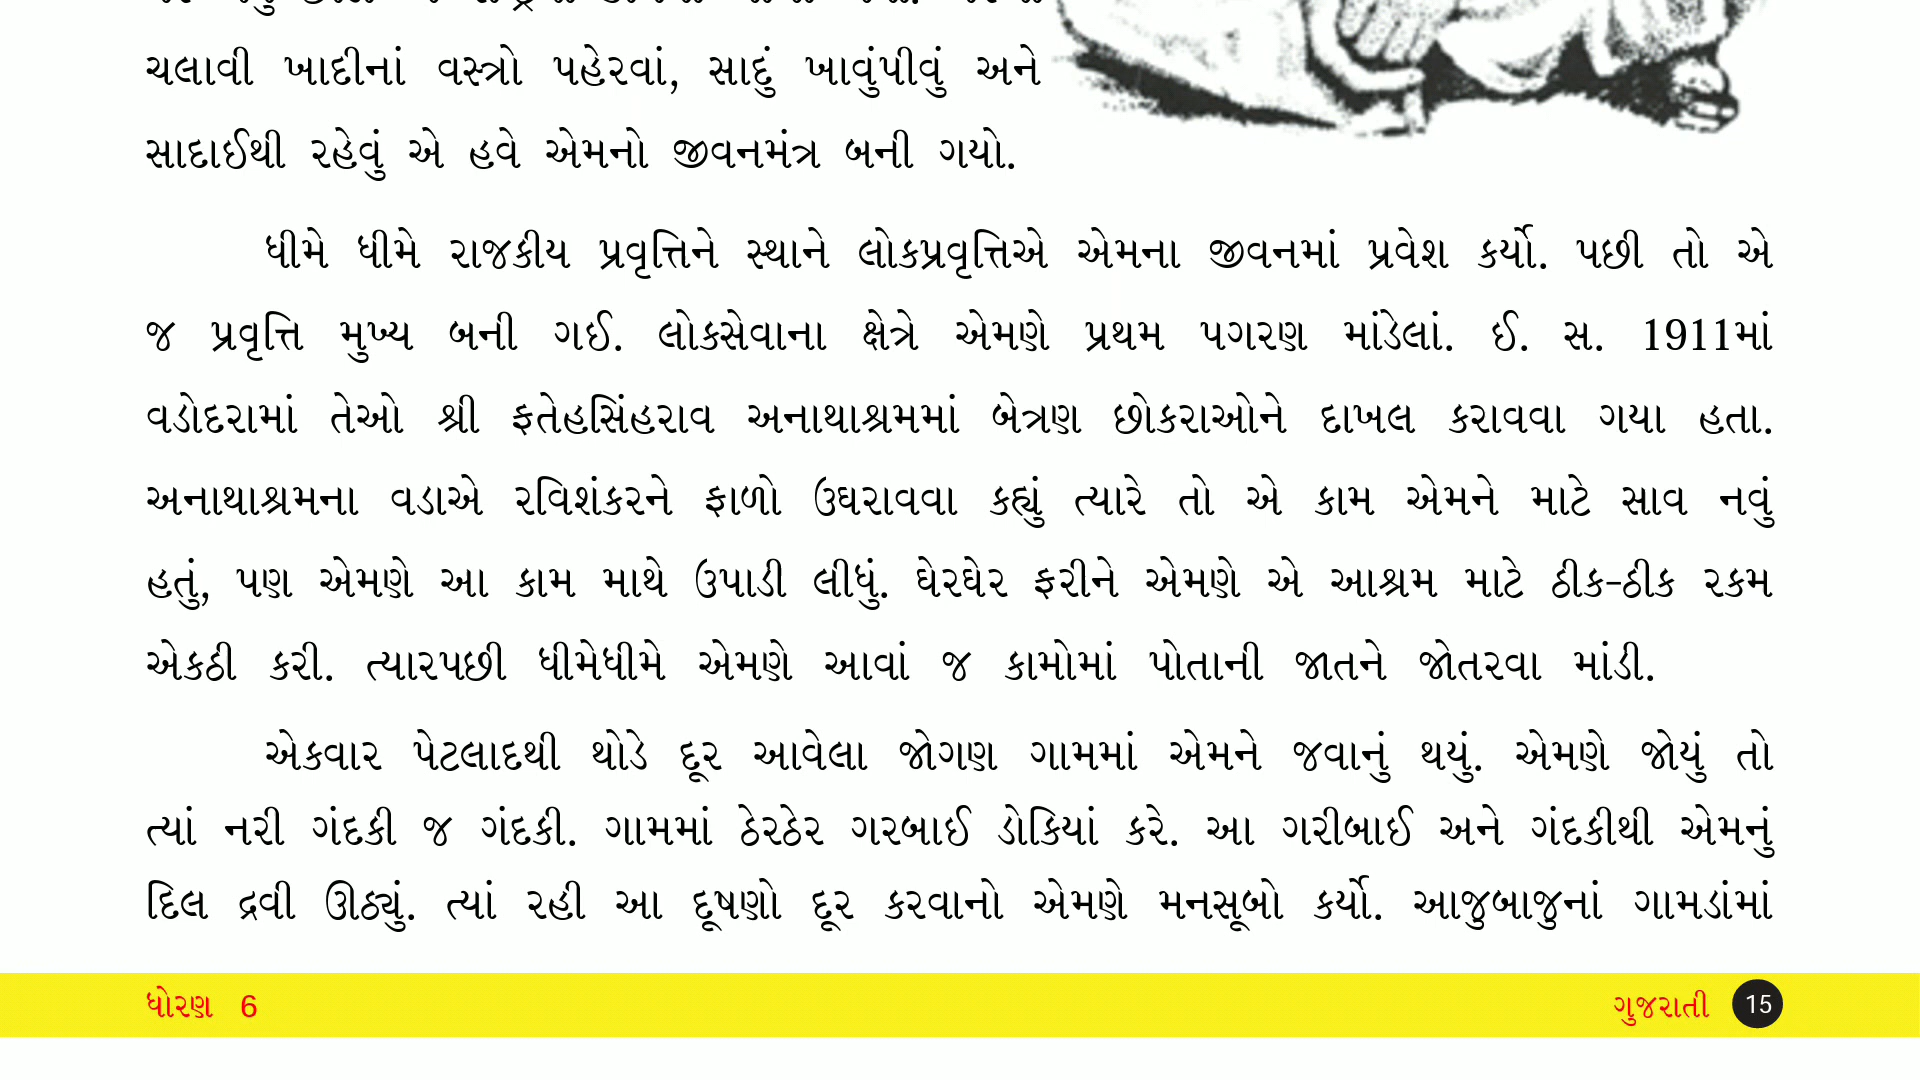 ચલાવી ખાદીનાં વસ્ત્રો પહેરવાં, સાદું ખાવુંપીવું અને
સાદાઈથી રહેવું એ હવે એમનો જીવનમંત્ર બની ગયો.
ધીમે ધીમે રાજકીય પ્રવૃત્તિને સ્થાને લોકપ્રવૃત્તિએ એમના જીવનમાં પ્રવેશ કર્યો. પછી તો એ
જ પ્રવૃત્તિ મુખ્ય બની ગઈ. લોકસેવાના ક્ષેત્રે એમણે પ્રથમ પગરણ માંડેલાં. ઈ. સ. 1911માં
વડોદરામાં તેઓ શ્રી ફતેહસિંહરાવ અનાથાશ્રમમાં બેત્રણ છોકરાઓને દાખલ કરાવવા ગયા હતા.
અનાથાશ્રમના વડાએ રવિશંકરને ફાળો ઉઘરાવવા કહ્યું ત્યારે તો એ કામ એમને માટે સાવ નવું
હતું, પણ એમણે આ કામ માથે ઉપાડી લીધું. ઘેરઘેર ફરીને એમણે એ આશ્રમ માટે ઠીક-ઠીક રકમ
એકઠી કરી. ત્યારપછી ધીમેધીમે એમણે આવાં જ કામોમાં પોતાની જાતને જોતરવા માંડી.
એકવાર પેટલાદથી થોડે દૂર આવેલા જોગણ ગામમાં એમને જવાનું થયું. એમણે જોયું તો
ત્યાં નરી ગંદકી જ ગંદકી. ગામમાં ઠેરઠેર ગરબાઈ ડોકિયાં કરે. આ ગરીબાઈ અને ગંદકીથી એમનું
દિલ દ્રવી ઊઠ્યું. ત્યાં રહી આ દૂષણો દૂર કરવાનો એમણે મનસૂબો કર્યો. આજુબાજુનાં ગામડાંમાં
ધોરણ 6
ગુજરાતી 15